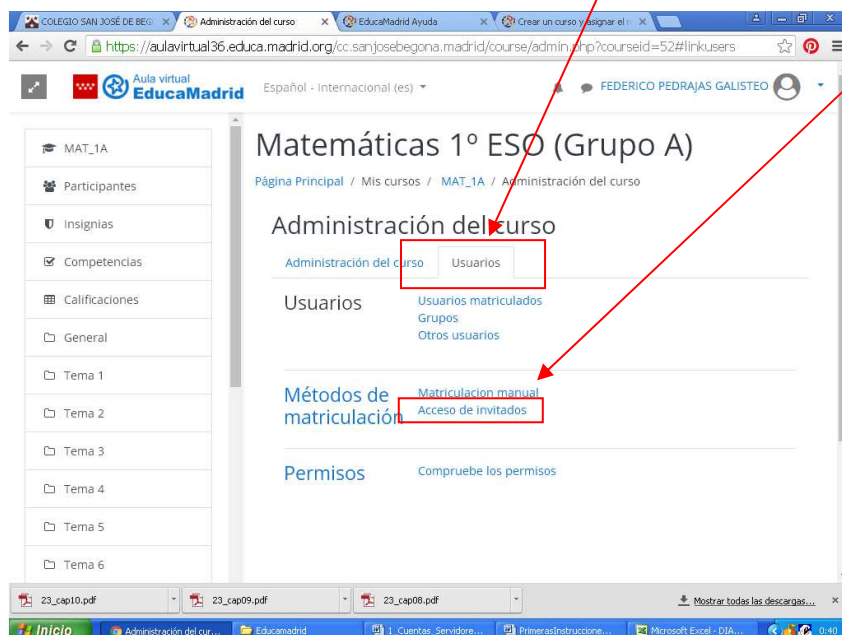 COLEGIO SAN JOSÉ DE BEG
Administración del curso
EducaMadrid Ayuda
Crear un curso y asignar el r
https://aulavirtual36.educa.madrid.org/cc.sanjosebegona.madrid/course/admin.php?courseid=52#linkusers
Aula virtual
EducaMadrid
Español - Internacional (es)
FEDERICO PEDRAJAS GALISTEO
MAT_1A
Participantes
Insignias
Competencias
Calificaciones
General
Tema 1
Tema 2
Tema 3
Tema 4
Tema 5
Tema 6
Matemáticas 1º ESO (Grupo A)
Página Principal / Mis cursos / MAT_1A / Administración del curso
Administración del curso
Administración del curso
Usuarios
Usuarios
Usuarios matriculados
Grupos
Otros usuarios
Métodos de
matriculación
Matriculacion manual
Acceso de invitados
Permisos
Compruebe los permisos
23_cap10.pdf
23_cap09.pdf
23_cap08.pdf
Mostrar todas las descargas...
Inicio
Administración del cur...
Educamadrid
1_Cuentas_Servidore...
PrimerasInstruccione...
Microsoft Excel - DIA...
0:40